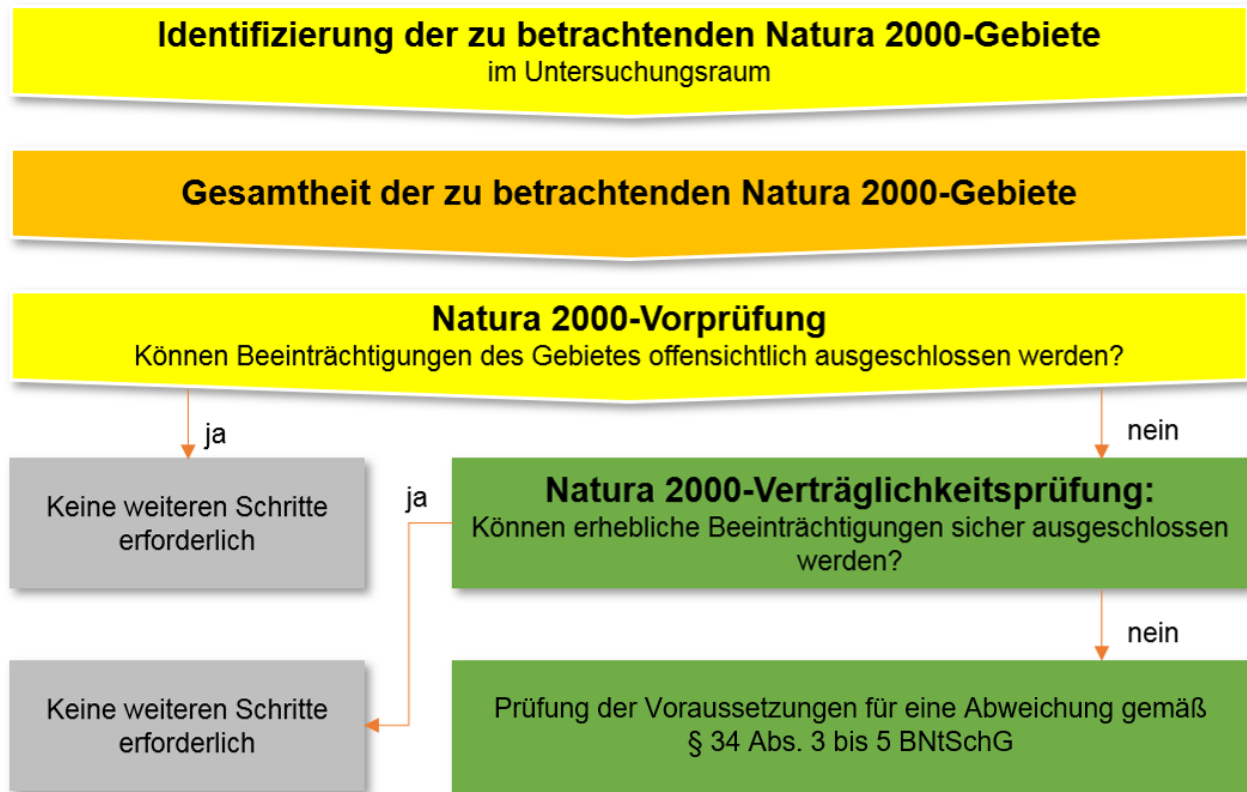 Identifizierung der zu betrachtenden Natura 2000-Gebiete
im Untersuchungsraum
Gesamtheit der zu betrachtenden Natura 2000-Gebiete
Natura 2000-Vorprüfung
Können Beeinträchtigungen des Gebietes offensichtlich ausgeschlossen werden?
ja
nein
Keine weiteren Schritte
erforderlich
ja
Natura 2000-Verträglichkeitsprüfung:
Können erhebliche Beeinträchtigungen sicher ausgeschlossen
werden?
nein
Keine weiteren Schritte
erforderlich
Prüfung der Voraussetzungen für eine Abweichung gemäß
§ 34 Abs. 3 bis 5 BNtSchG